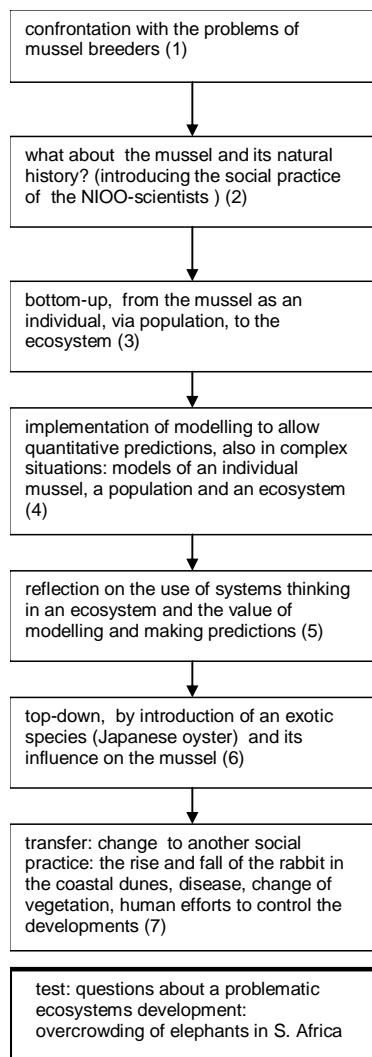 confrontation with the problems of
mussel breeders (1)
what about the mussel and its natural
history? (introducing the social practice
of the NIOO-scientists ) (2)
bottom-up, from the mussel as an
individual, via population, to the
ecosystem (3)
implementation of modelling to allow
quantitative predictions, also in complex
situations: models of an individual
mussel, a population and an ecosystem
(4)
reflection on the use of systems thinking
in an ecosystem and the value of
modelling and making predictions (5)
top-down, by introduction of an exotic
species (Japanese oyster) and its
influence on the mussel (6)
transfer: change to another social
practice: the rise and fall of the rabbit in
the coastal dunes, disease, change of
vegetation, human efforts to control the
developments (7)
test: questions about a problematic
ecosystems development:
overcrowding of elephants in S. Africa